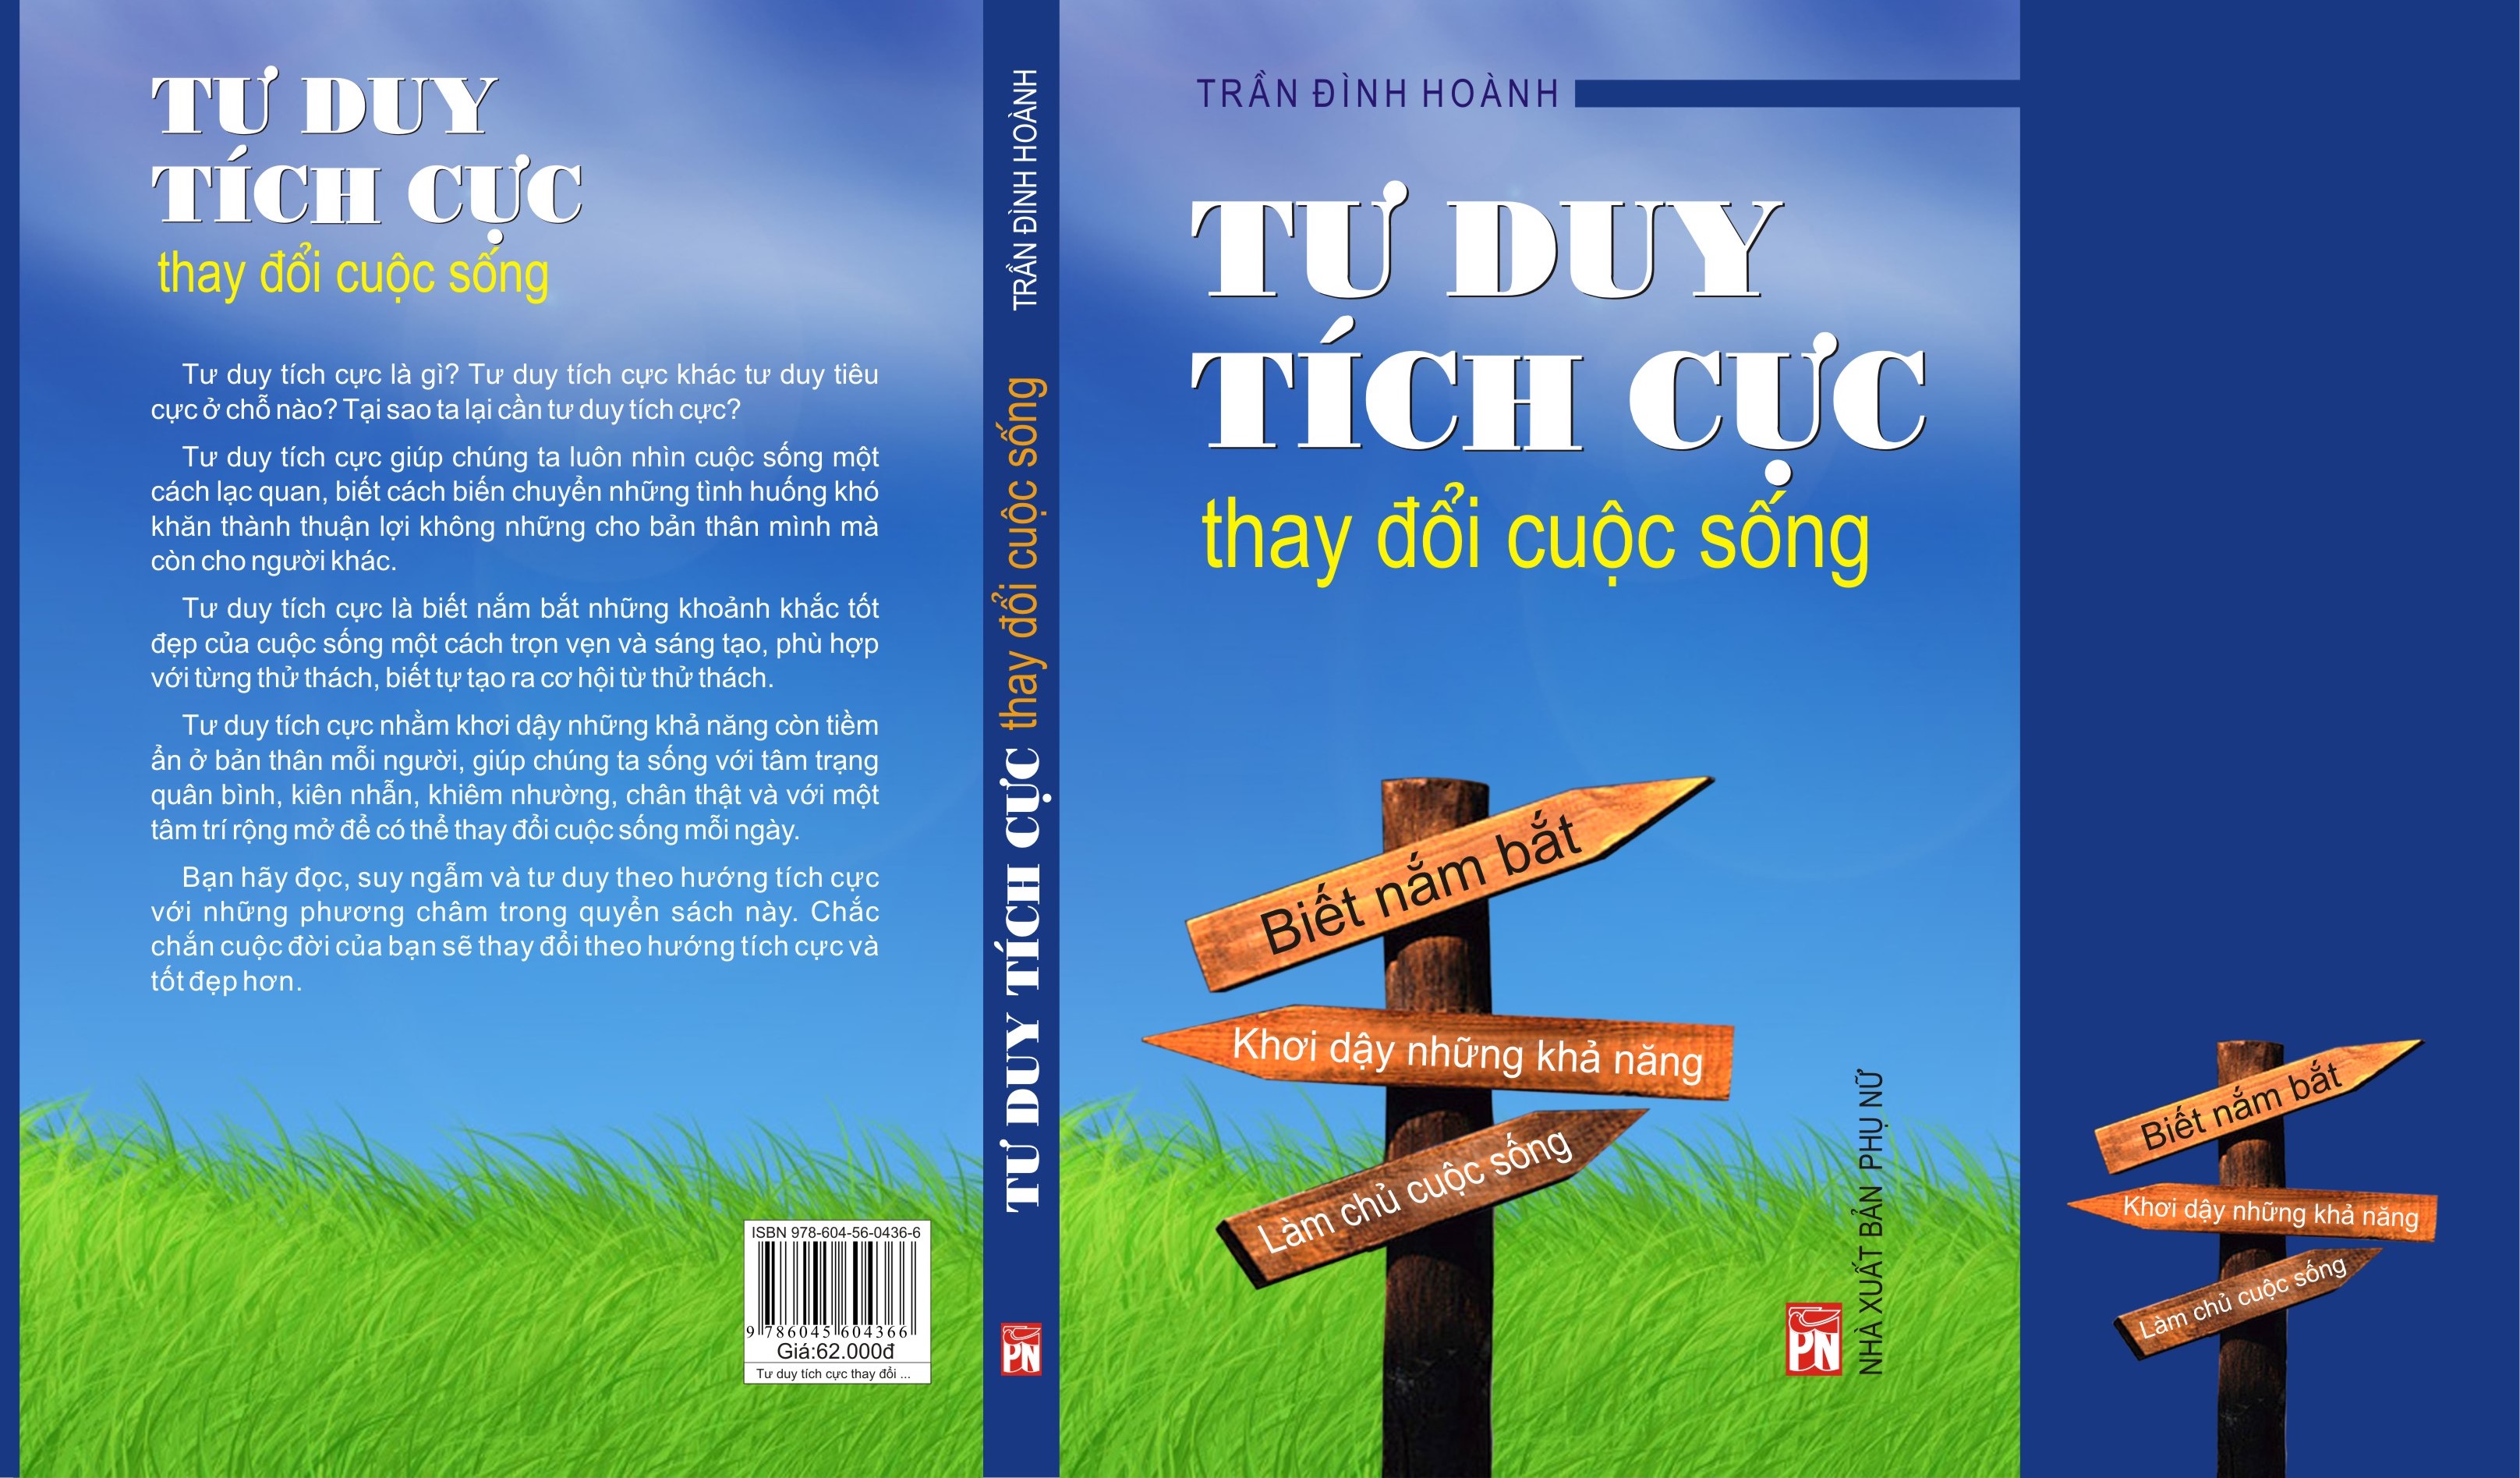 TƯ DUY
TÍCH CỰC
thay đổi cuộc sống
Tư duy tích cực là gì? Tư duy tích cực khác tư duy tiêu
cực ở chỗ nào? Tại sao ta lại cần tư duy tích cực?
Tư duy tích cực giúp chúng ta luôn nhìn cuộc sống một
cách lạc quan, biết cách biến chuyển những tình huống khó
khăn thành thuận lợi không những cho bản thân mình mà
còn cho người khác.
Tư duy tích cực là biết nắm bắt những khoảnh khắc tốt
đẹp của cuộc sống một cách trọn vẹn và sáng tạo, phù hợp
với từng thử thách, biết tự tạo ra cơ hội từ thử thách.
Tư duy tích cực nhằm khơi dậy những khả năng còn tiềm
ẩn ở bản thân mỗi người, giúp chúng ta sống với tâm trạng
quân bình, kiên nhẫn, khiêm nhường, chân thật và với một
tâm trí rộng mở để có thể thay đổi cuộc sống mỗi ngày.
Bạn hãy đọc, suy ngẫm và tư duy theo hướng tích cực
với những phương châm trong quyển sách này. Chắc
chắn cuộc đời của bạn sẽ thay đổi theo hướng tích cực và
tốt đẹp hơn.
ISBN 978-604-56-0436-6
9 786045 604366
Giá:62.000đ
Tư duy tích cực thay đổi ...
TƯ DUY TÍCH CỰC thay đổi cuộc sống TRẦN ĐÌNH HOÀNH
PN
TRẦN ĐÌNH HOÀNH
TƯ DUY
TÍCH CỰC
thay đổi cuộc sống
Biết nắm bắt
Khơi dậy những khả năng
Làm chủ cuộc sống
PN
NHÀ XUẤT BẢN PHỤ NỮ
Biết nắm bắt
Khơi dậy những khả năng
Làm chủ cuộc sống